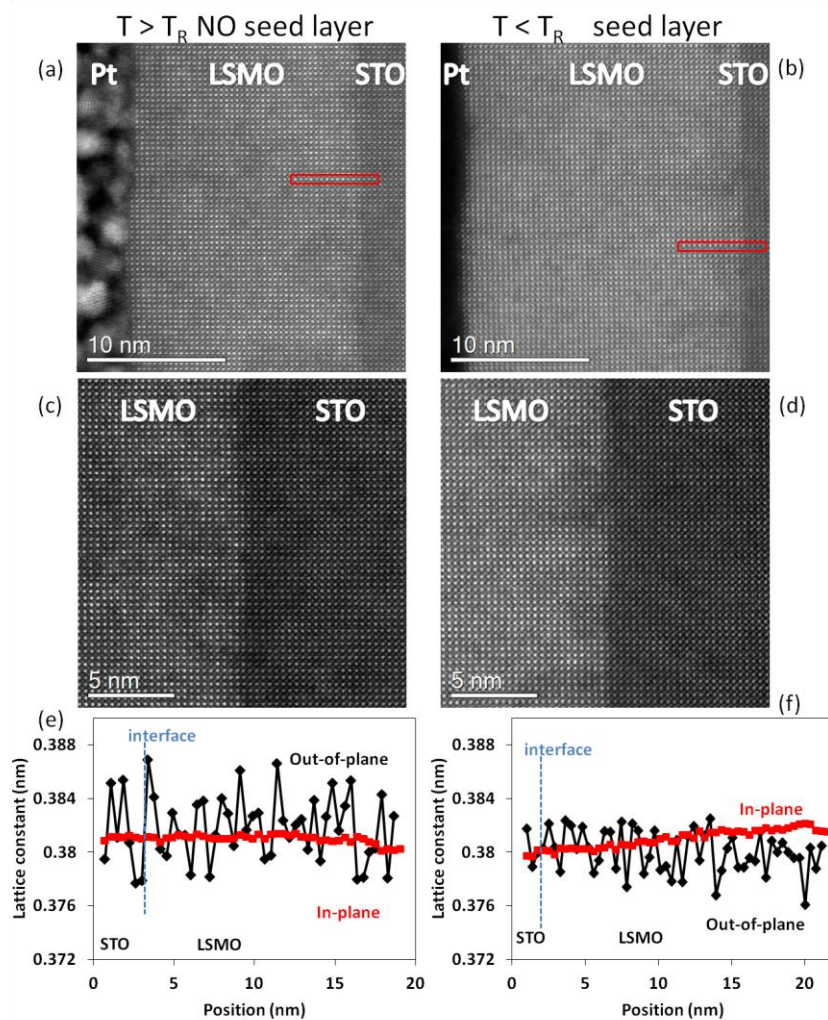 T > TR NO seed layer
T < TR seed layer
(a)
Pt
LSMO
STO
10 nm
Pt
LSMO
STO
(b)
10 nm
(c)
LSMO
STO
5 nm
LSMO
STO
(d)
5 nm
(e)
interface
Out-of-plane
In-plane
STO
LSMO
0.388
0.384
0.38
0.376
0.372
Lattice constant (nm)
0
5
10
15
20
Position (nm)
(f)
interface
In-plane
Out-of-plane
STO
LSMO
0.388
0.384
0.38
0.376
0.372
Lattice constant (nm)
0
5
10
15
20
Position (nm)